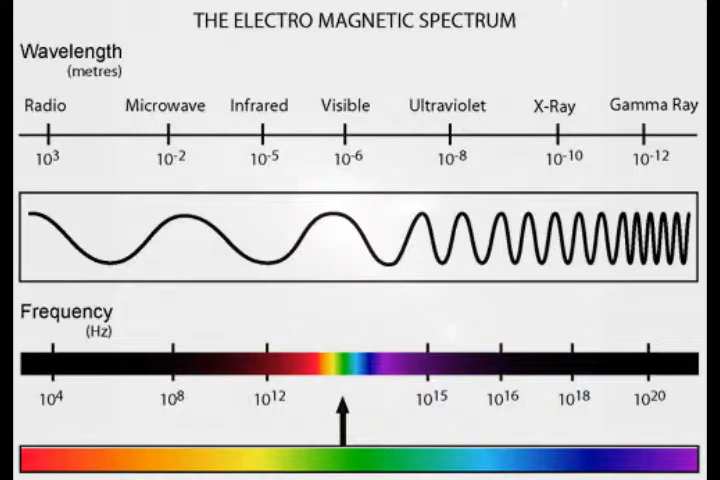 THE ELECTRO MAGNETIC SPECTRUM
Wavelength
(metres)
Radio Microwave Infrared Visible Ultraviolet X-Ray Gamma Ray
10³ 10⁻² 10⁻⁵ 10⁻⁶ 10⁻⁸ 10⁻¹⁰ 10⁻¹²
Frequency
(Hz)
10⁴ 10⁸ 10¹² 10¹⁵ 10¹⁶ 10¹⁸ 10²⁰